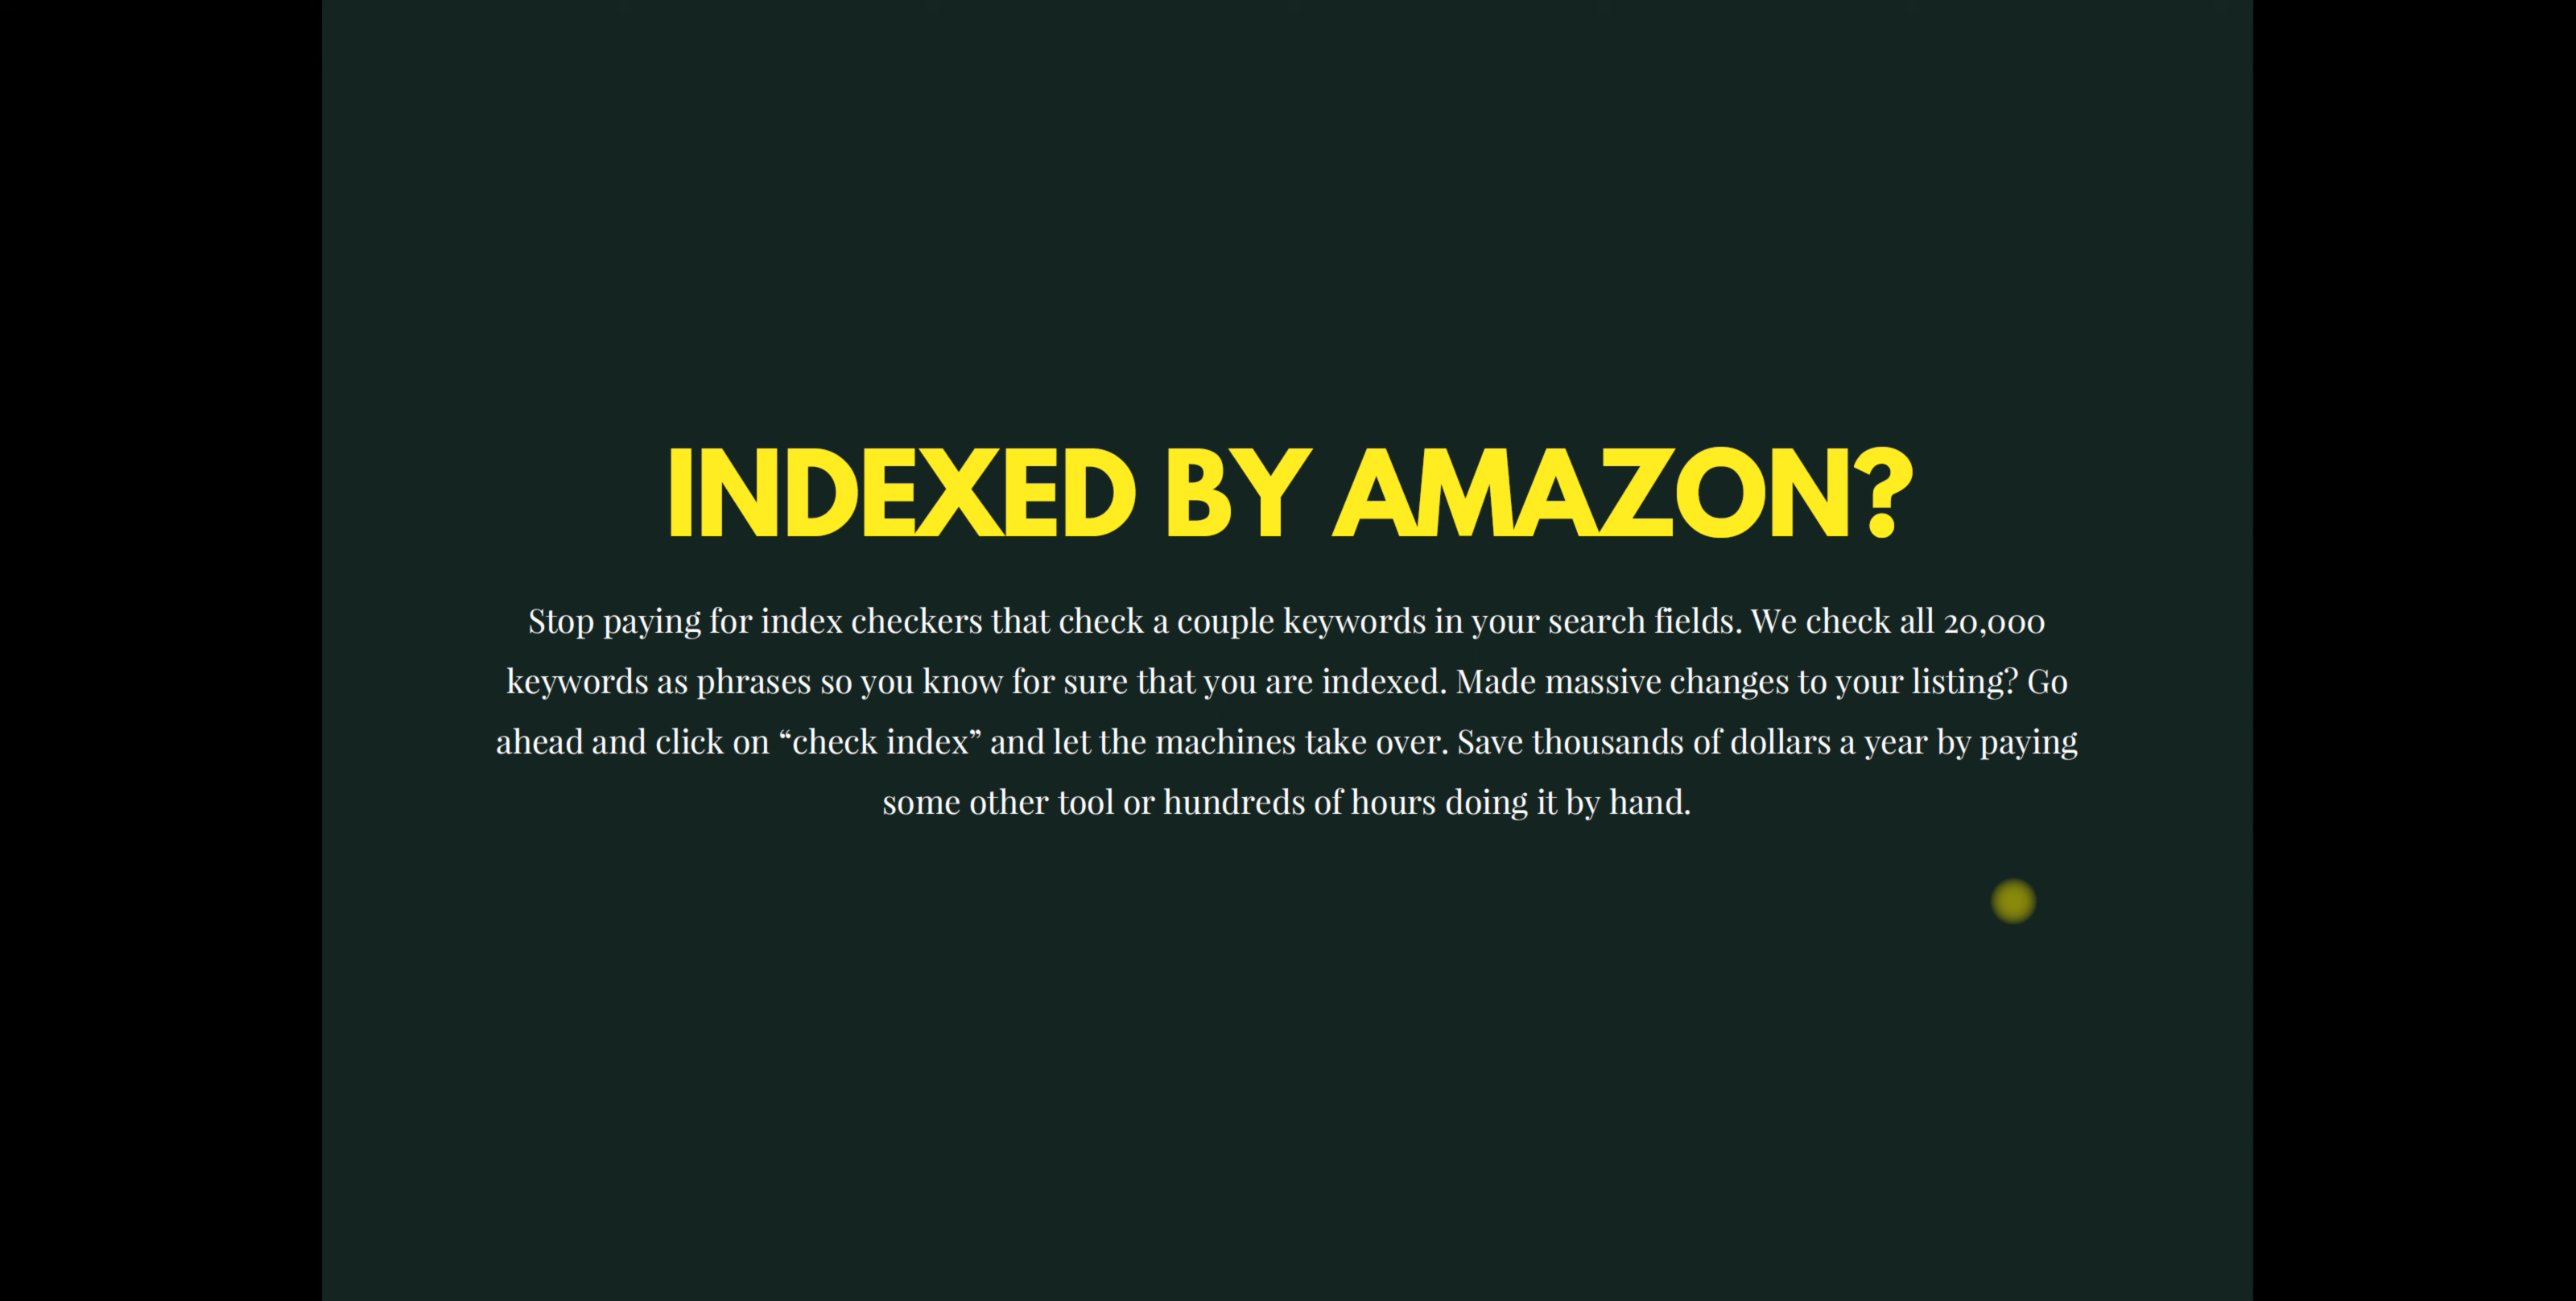 INDEXED BY AMAZON?
Stop paying for index checkers that check a couple keywords in your search fields. We check all 20,000
keywords as phrases so you know for sure that you are indexed. Made massive changes to your listing? Go
ahead and click on “check index” and let the machines take over. Save thousands of dollars a year by paying
some other tool or hundreds of hours doing it by hand.